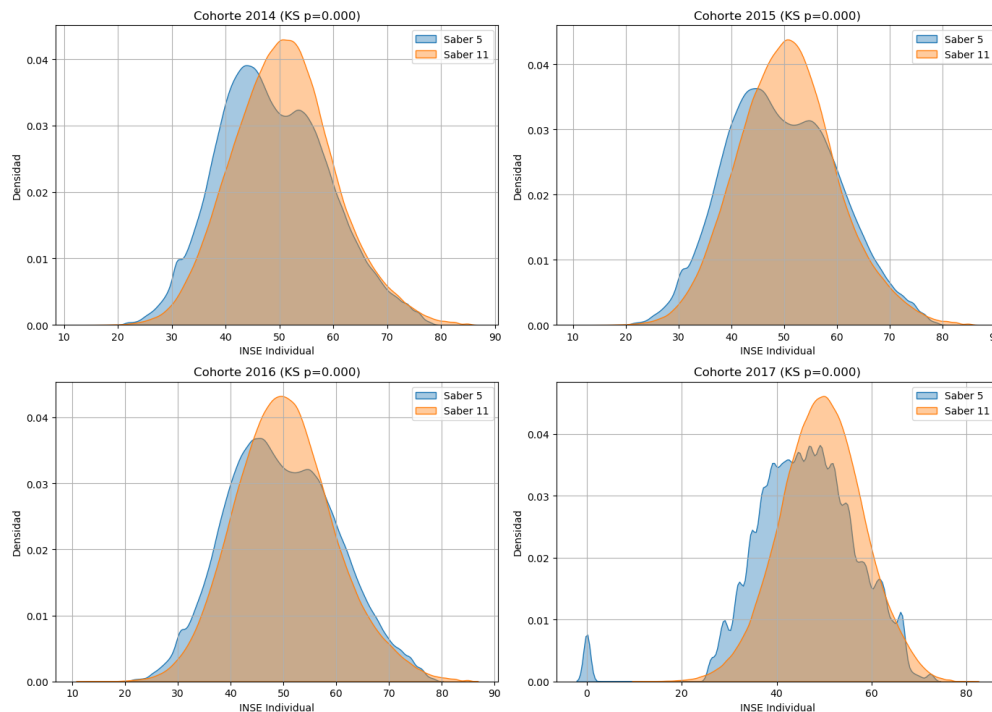 Cohorte 2014 (KS p=0.000)
Saber 5
Saber 11
Densidad
0.04
0.03
0.02
0.01
0.00
10 20 30 40 50 60 70 80 90
INSE Individual
Cohorte 2015 (KS p=0.000)
Saber 5
Saber 11
Densidad
0.04
0.03
0.02
0.01
0.00
10 20 30 40 50 60 70 80 90
INSE Individual
Cohorte 2016 (KS p=0.000)
Saber 5
Saber 11
Densidad
0.04
0.03
0.02
0.01
0.00
10 20 30 40 50 60 70 80 90
INSE Individual
Cohorte 2017 (KS p=0.000)
Saber 5
Saber 11
Densidad
0.04
0.03
0.02
0.01
0.00
0 20 40 60 80
INSE Individual